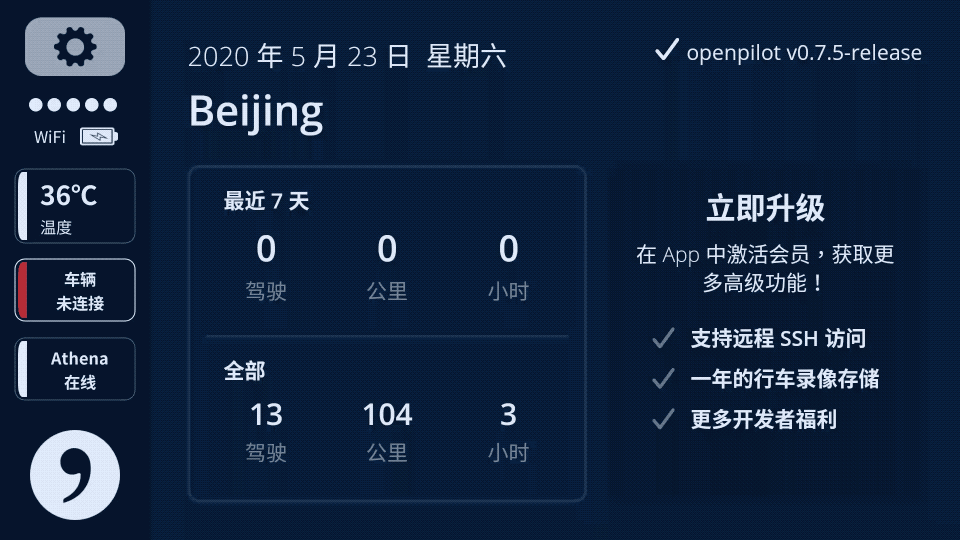 WiFi
36℃
温度
车辆
未连接
Athena
在线
2020 年 5 月 23 日 星期六
openpilot v0.7.5-release
Beijing
最近 7 天
0 0 0
驾驶 公里 小时
全部
13 104 3
驾驶 公里 小时
立即升级
在 App 中激活会员，获取更
多高级功能！
支持远程 SSH 访问
一年的行车录像存储
更多开发者福利